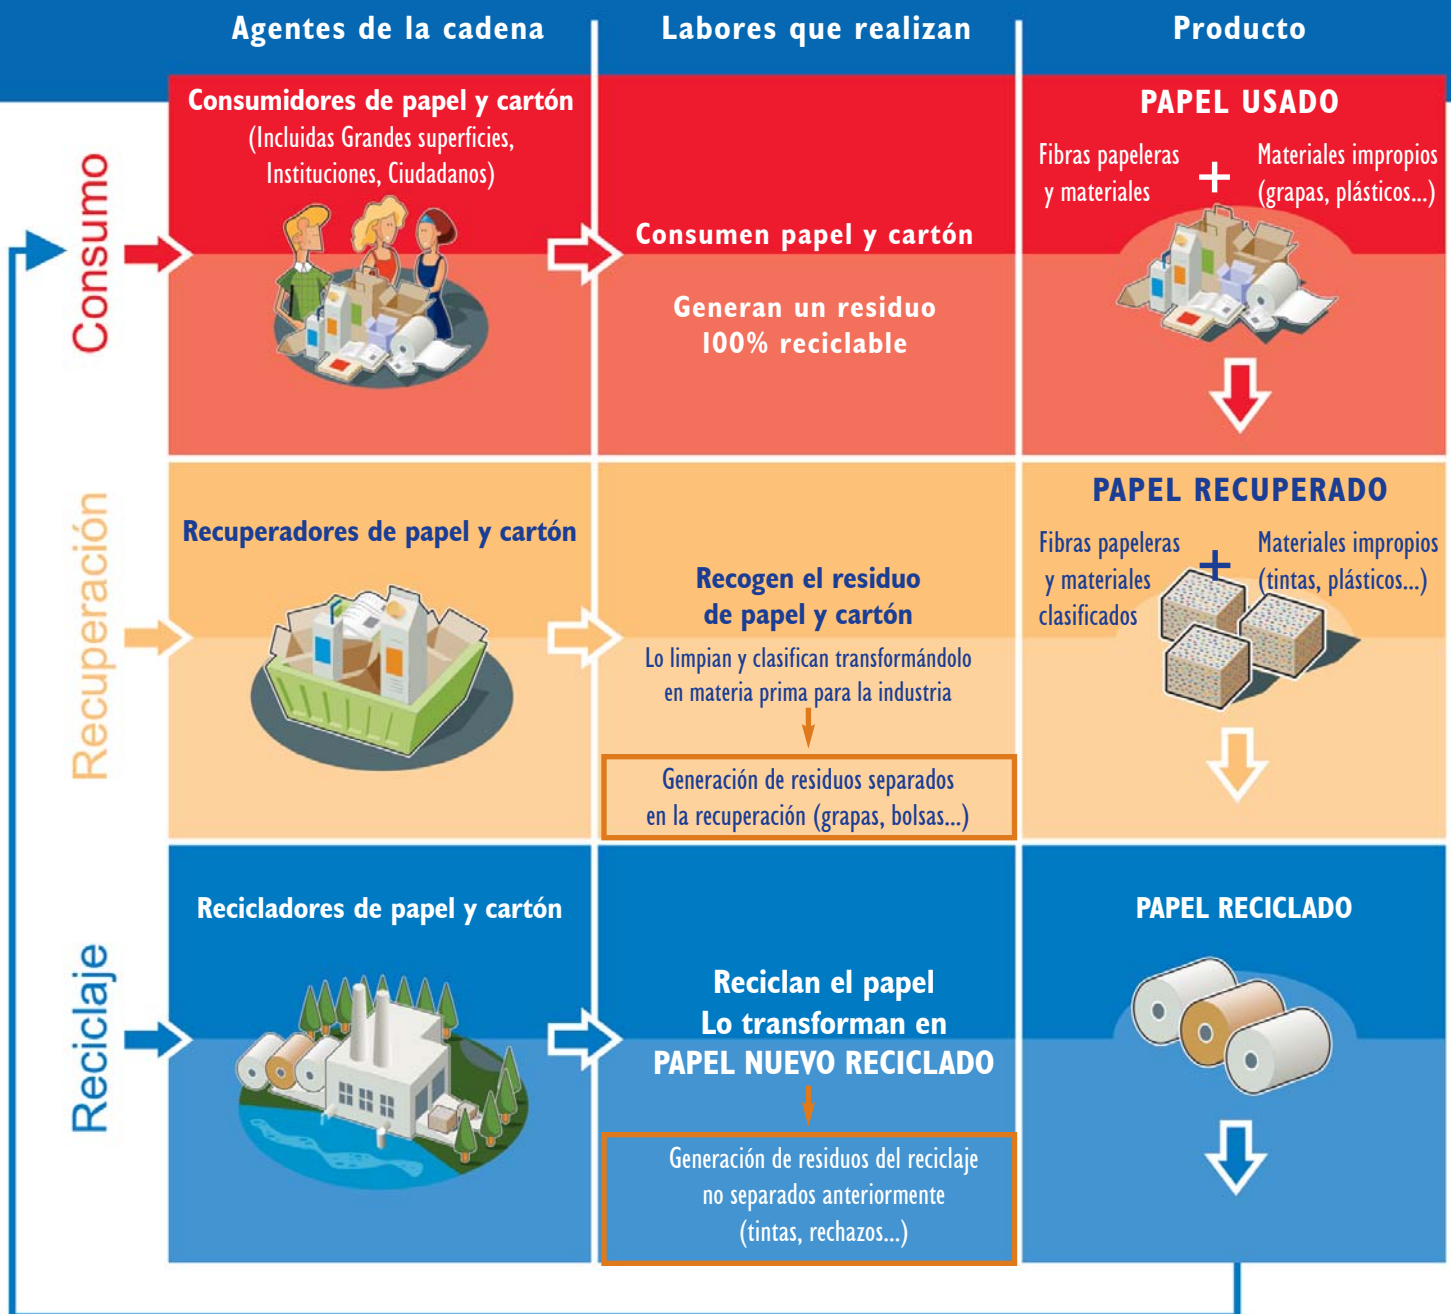 Agentes de la cadena
Labores que realizan
Producto
Consumo
Consumidores de papel y cartón
(Incluidas Grandes superficies,
Instituciones, Ciudadanos)
Consumen papel y cartón
Generan un residuo
100% reciclable
PAPEL USADO
Fibras papeleras
y materiales
+
Materiales impropios
(grapas, plásticos...)
Recuperación
Recuperadores de papel y cartón
Recogen el residuo
de papel y cartón
Lo limpian y clasifican transformándolo
en materia prima para la industria
Generación de residuos separados
en la recuperación (grapas, bolsas...)
PAPEL RECUPERADO
Fibras papeleras
y materiales
clasificados
+
Materiales impropios
(tintas, plásticos...)
Reciclaje
Recicladores de papel y cartón
Reciclan el papel
Lo transforman en
PAPEL NUEVO RECICLADO
Generación de residuos del reciclaje
no separados anteriormente
(tintas, rechazos...)
PAPEL RECICLADO